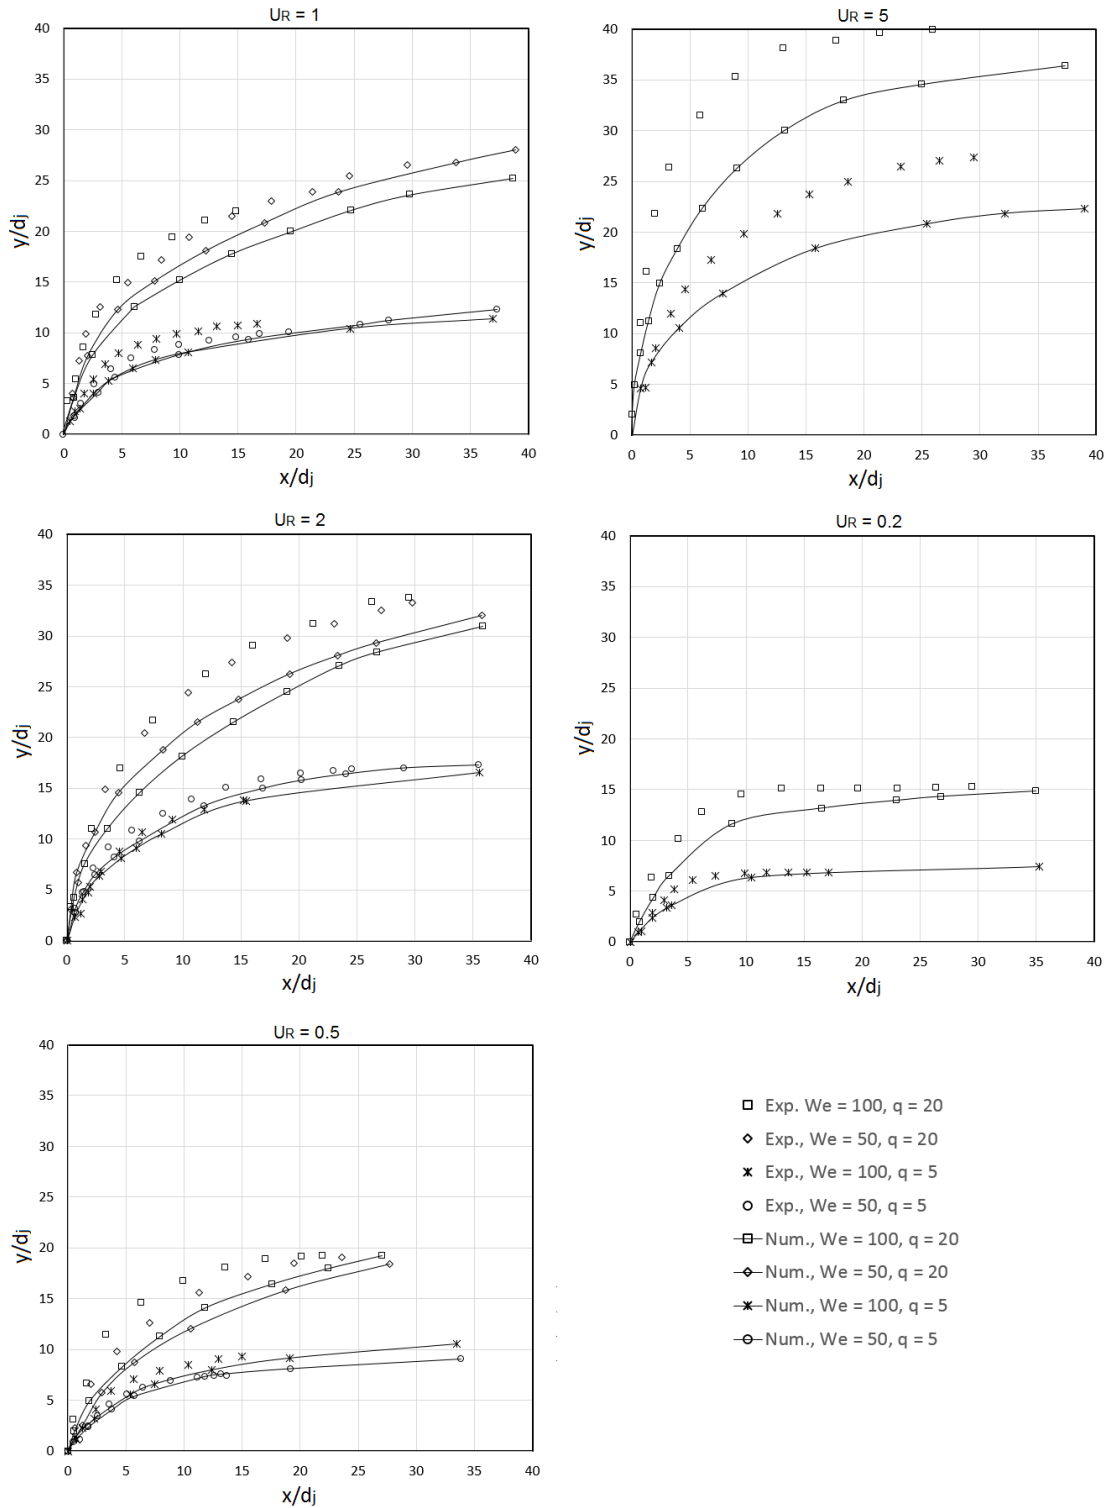 UR = 1
40
35
30
25
20
15
10
5
0
y/dj
0 5 10 15 20 25 30 35 40
x/dj
UR = 5
40
35
30
25
20
15
10
5
0
y/dj
0 5 10 15 20 25 30 35 40
x/dj
UR = 2
40
35
30
25
20
15
10
5
0
y/dj
0 5 10 15 20 25 30 35 40
x/dj
UR = 0.2
40
35
30
25
20
15
10
5
0
y/dj
0 5 10 15 20 25 30 35 40
x/dj
UR = 0.5
40
35
30
25
20
15
10
5
0
y/dj
0 5 10 15 20 25 30 35 40
x/dj
Exp. We = 100, q = 20
Exp., We = 50, q = 20
Exp., We = 100, q = 5
Exp., We = 50, q = 5
Num., We = 100, q = 20
Num., We = 50, q = 20
Num., We = 100, q = 5
Num., We = 50, q = 5